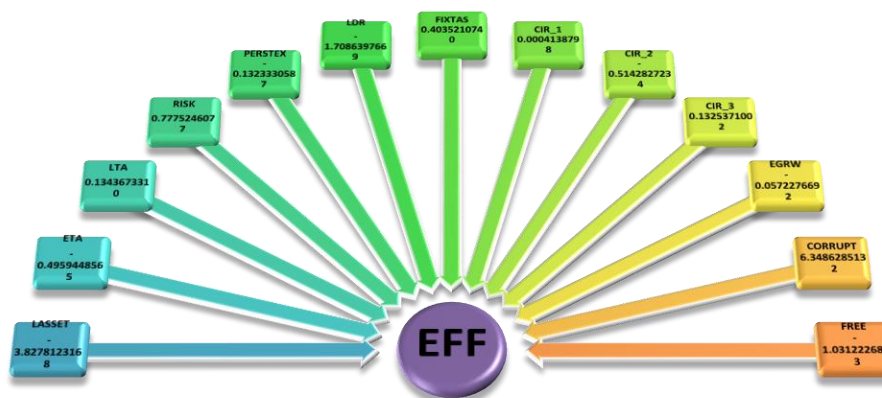 LDR
-
1.708639766
9
FIXTAS
0.403521074
0
CIR_1
0.000413879
8
PERSTEX
-
0.132333058
7
CIR_2
-
0.514282723
4
RISK
0.777524607
7
CIR_3
0.132537100
2
LTA
0.134367331
0
EGRW
-
0.057227669
2
ETA
-
0.495944856
5
CORRUPT
6.348628513
2
LASSET
-
3.827812316
8
EFF
FREE
-
1.031222268
3